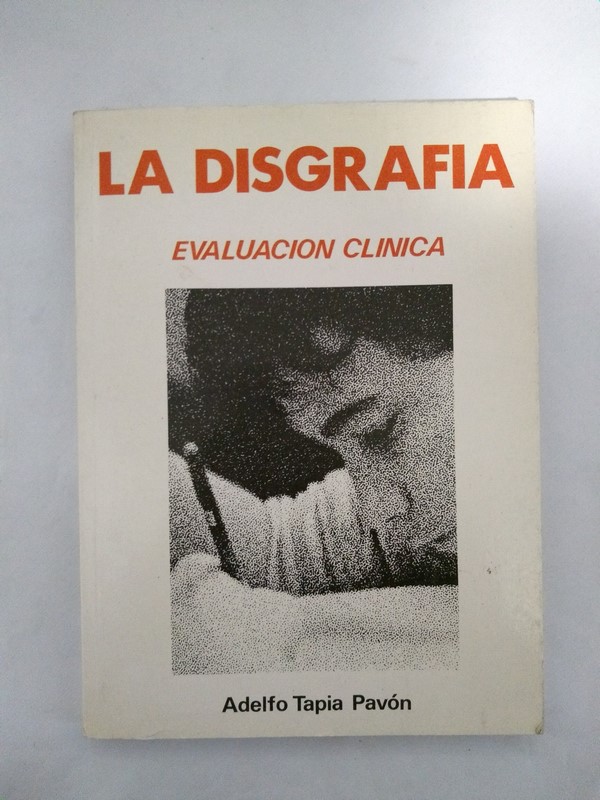 LA DISGRAFIA
EVALUACION CLINICA
Adelfo Tapia Pavón